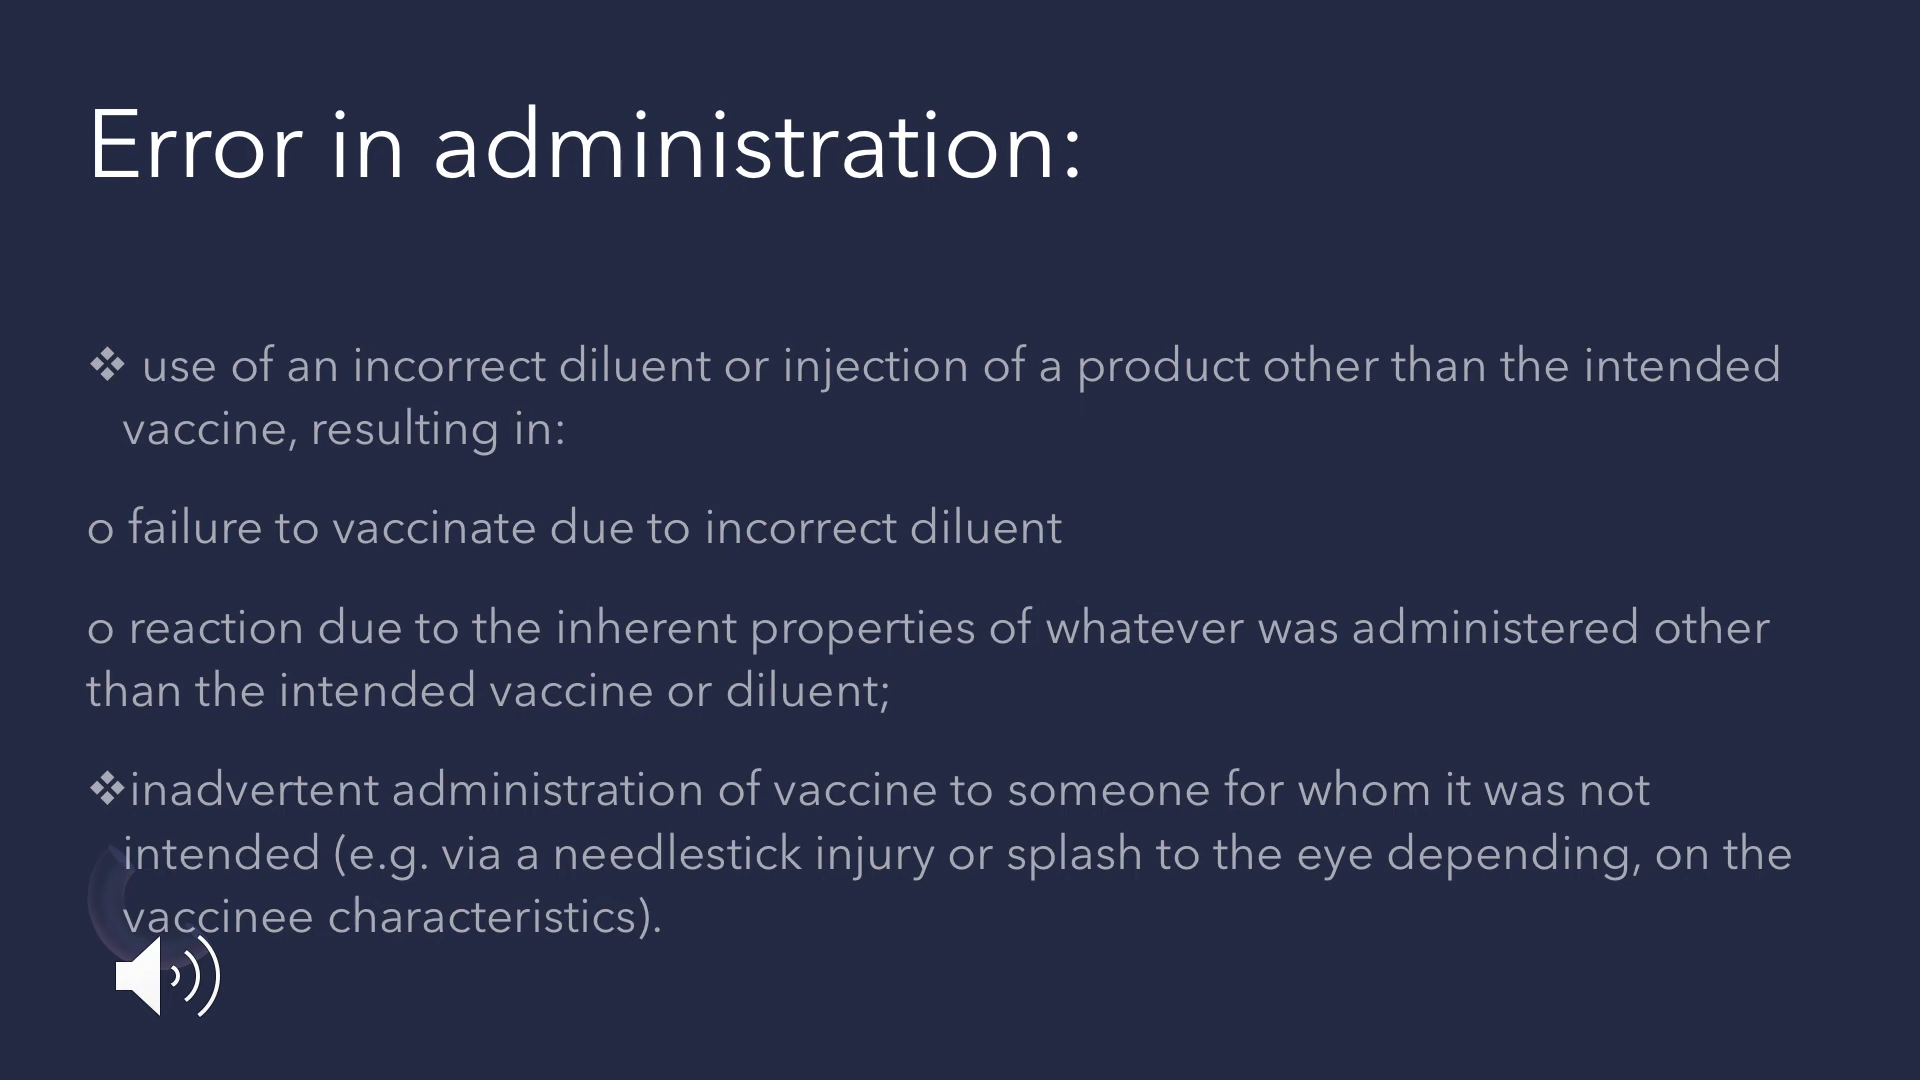 Error in administration:
❖ use of an incorrect diluent or injection of a product other than the intended
vaccine, resulting in:
o failure to vaccinate due to incorrect diluent
o reaction due to the inherent properties of whatever was administered other
than the intended vaccine or diluent;
❖inadvertent administration of vaccine to someone for whom it was not
intended (e.g. via a needlestick injury or splash to the eye depending, on the
vaccinee characteristics).